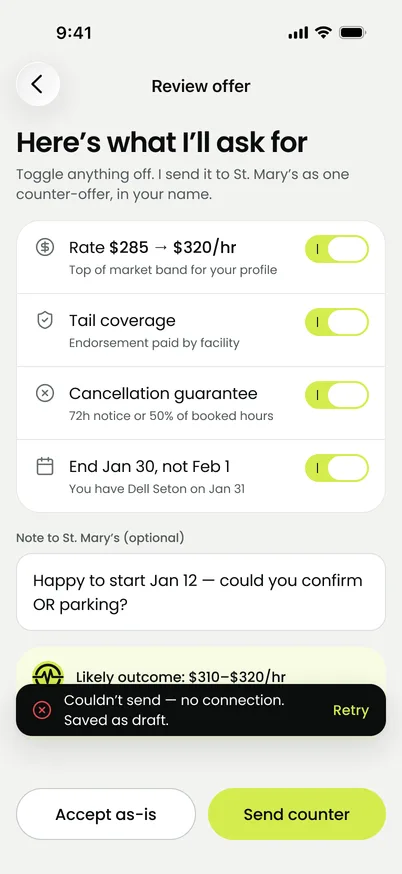 9:41
Review offer
Here’s what I’ll ask for
Toggle anything off. I send it to St. Mary’s as one
counter-offer, in your name.
Rate $285 → $320/hr
Top of market band for your profile
Tail coverage
Endorsement paid by facility
Cancellation guarantee
72h notice or 50% of booked hours
End Jan 30, not Feb 1
You have Dell Seton on Jan 31
Note to St. Mary’s (optional)
Happy to start Jan 12 — could you confirm
OR parking?
Likely outcome: $310–$320/hr
Couldn’t send — no connection.
Saved as draft.
Retry
Accept as-is
Send counter